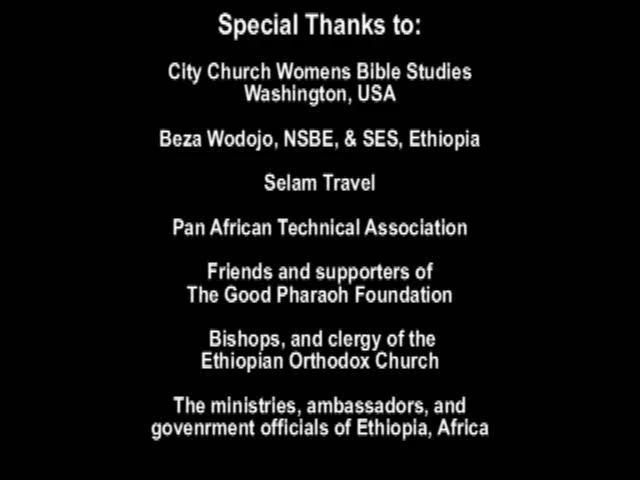 Special Thanks to:
City Church Womens Bible Studies
Washington, USA
Beza Wodojo, NSBE, & SES, Ethiopia
Selam Travel
Pan African Technical Association
Friends and supporters of
The Good Pharaoh Foundation
Bishops, and clergy of the
Ethiopian Orthodox Church
The ministries, ambassadors, and
govenrment officials of Ethiopia, Africa